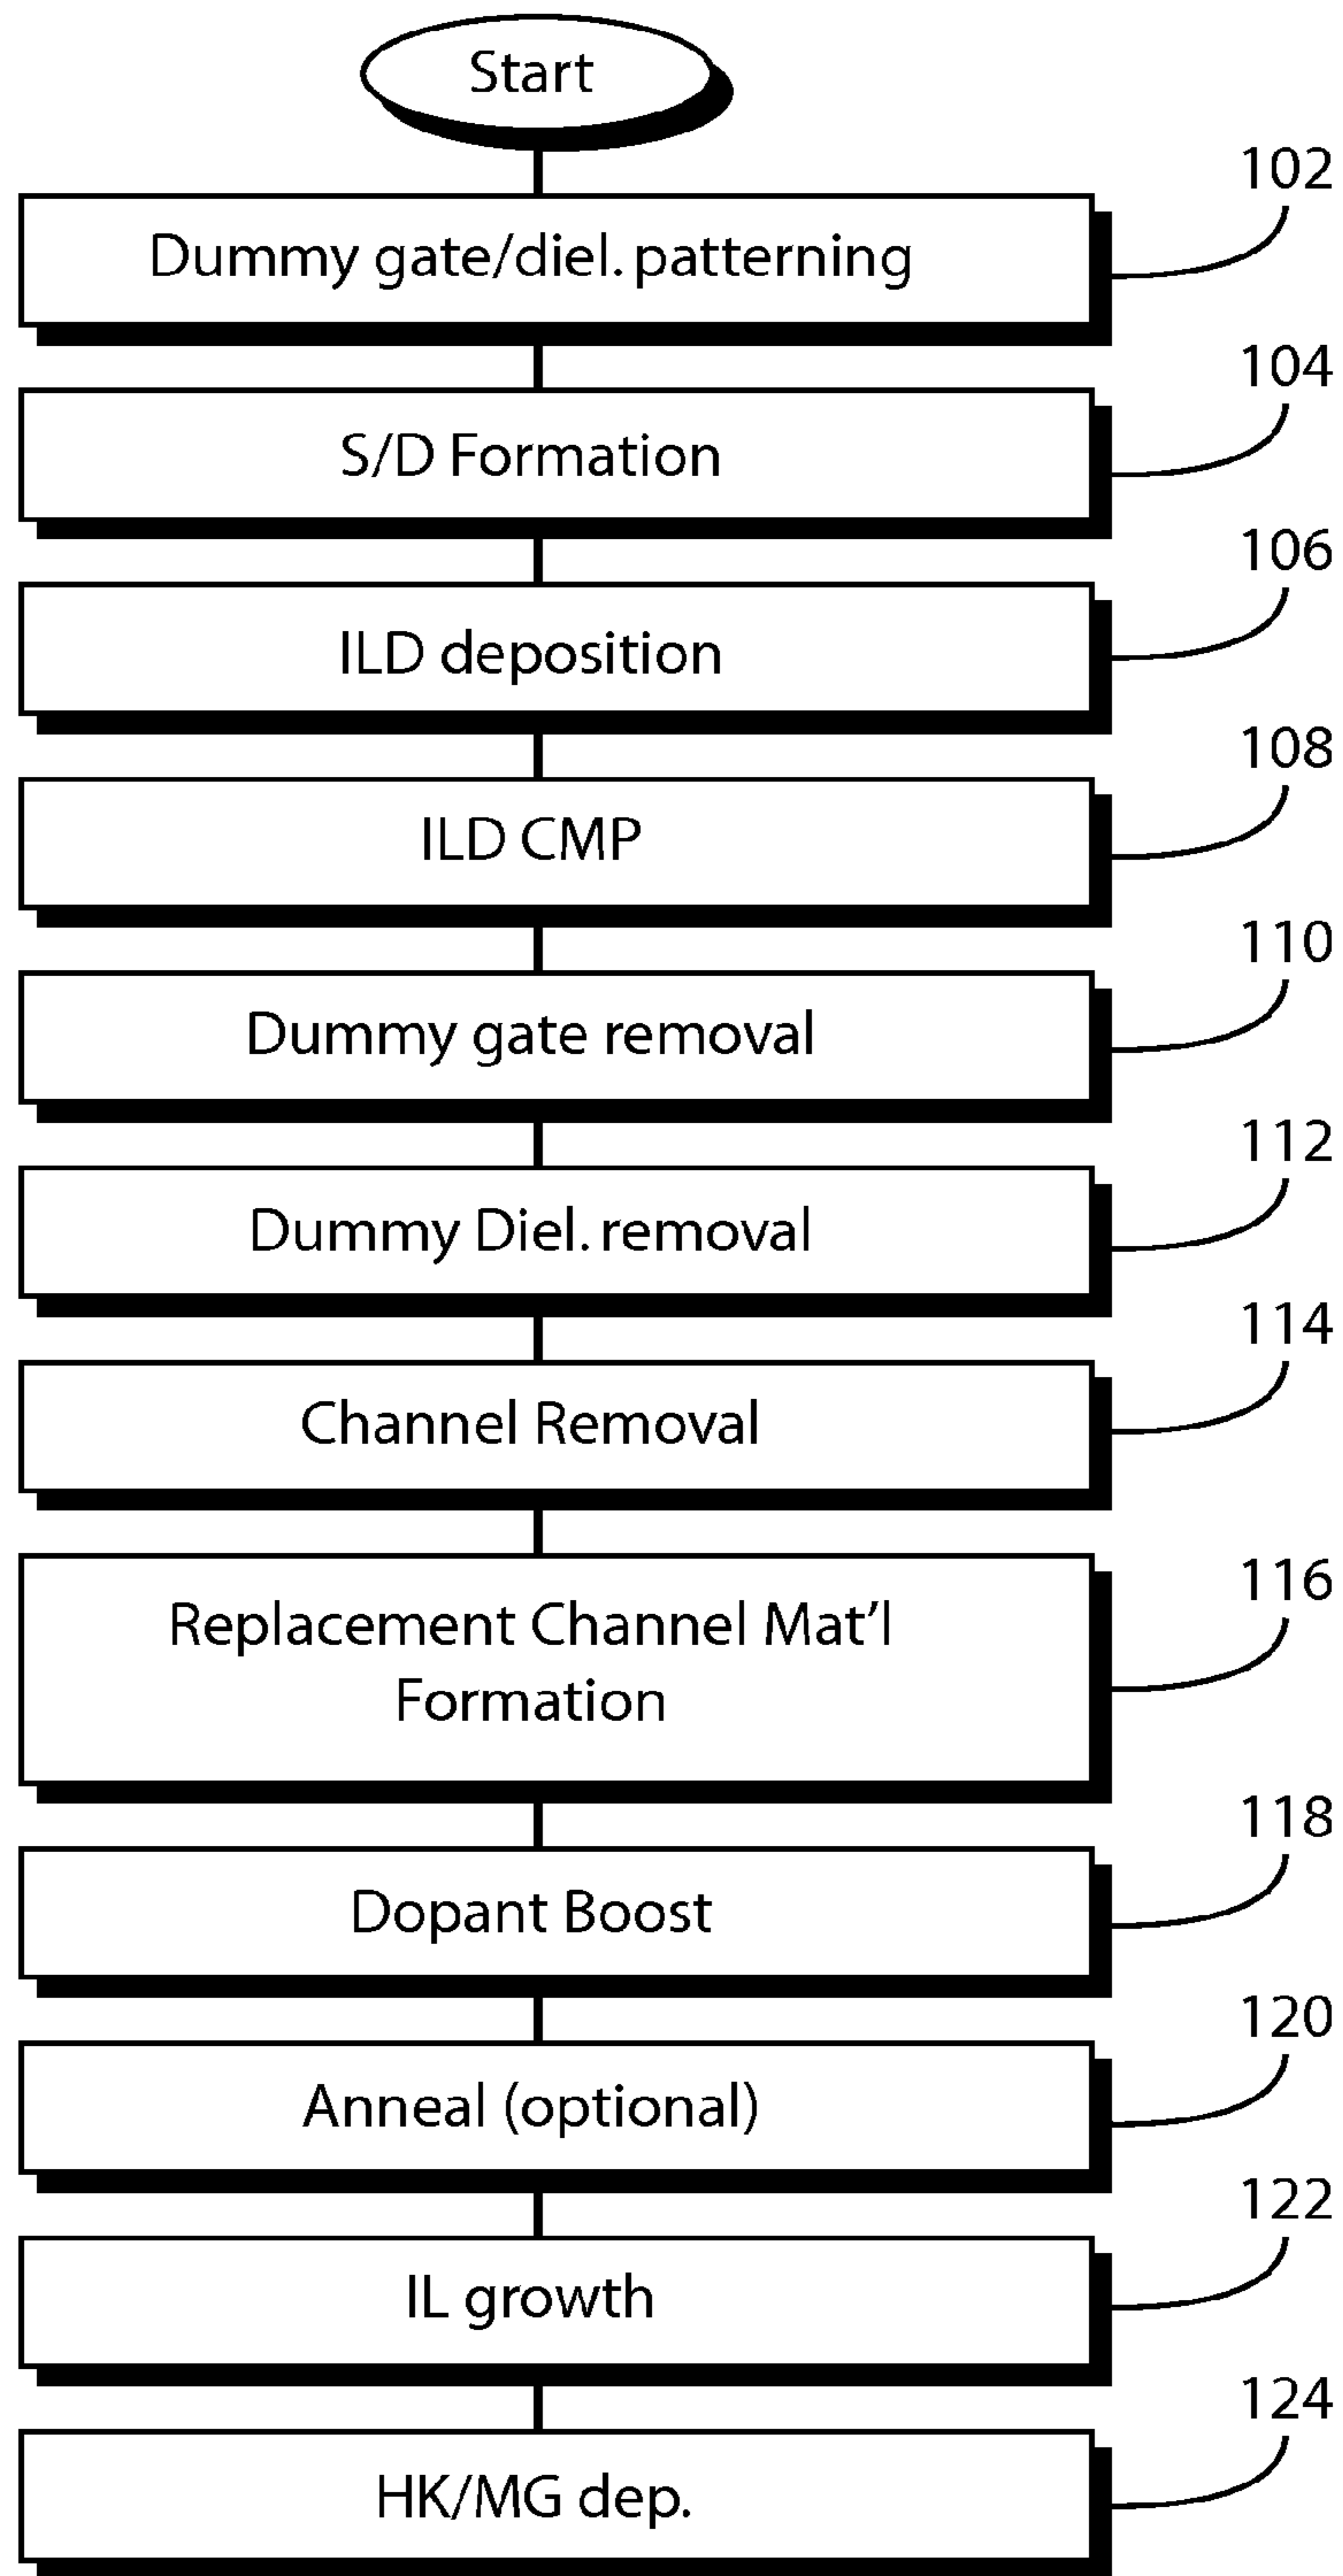 Start
102
Dummy gate/diel. patterning
104
S/D Formation
106
ILD deposition
108
ILD CMP
110
Dummy gate removal
112
Dummy Diel. removal
114
Channel Removal
116
Replacement Channel Mat’l
Formation
118
Dopant Boost
120
Anneal (optional)
122
IL growth
124
HK/MG dep.